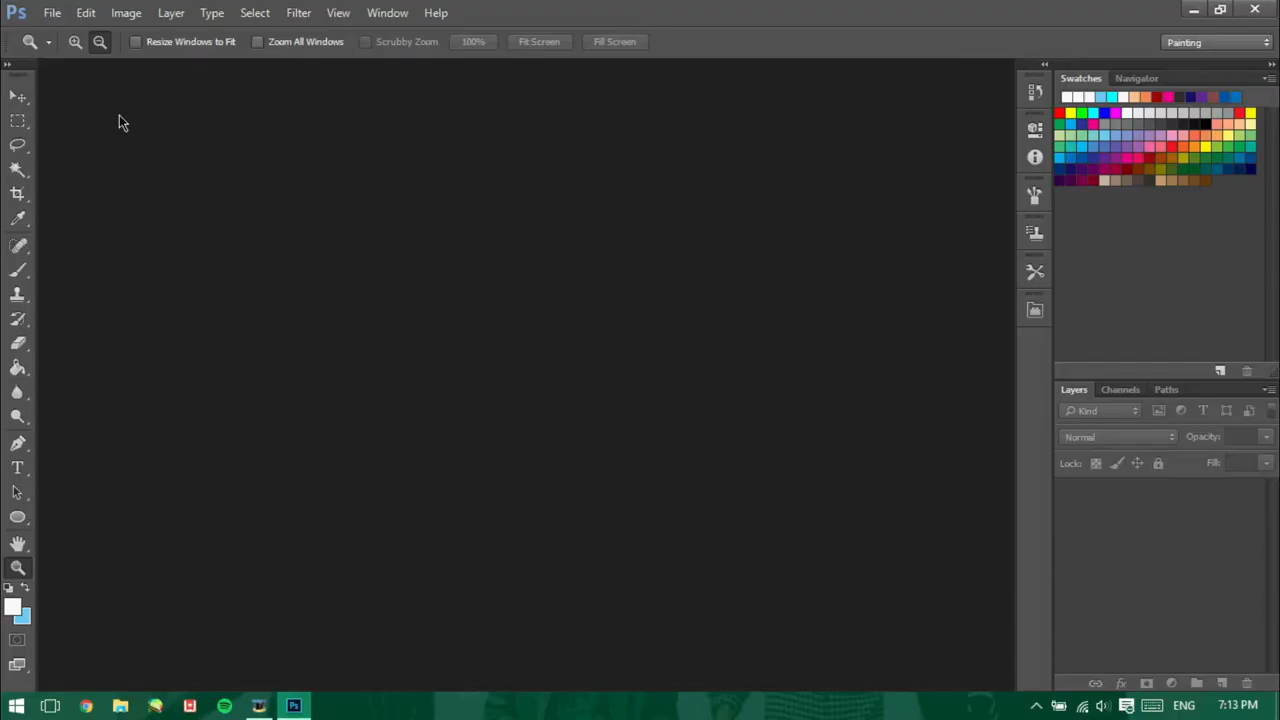 Ps File Edit Image Layer Type Select Filter View Window Help
Resize Windows to Fit Zoom All Windows Scrubby Zoom 100% Fit Screen Fill Screen Painting
Swatches Navigator
Layers Channels Paths
Kind
Normal Opacity:
Lock: Fill:
T
Ps ENG 7:13 PM